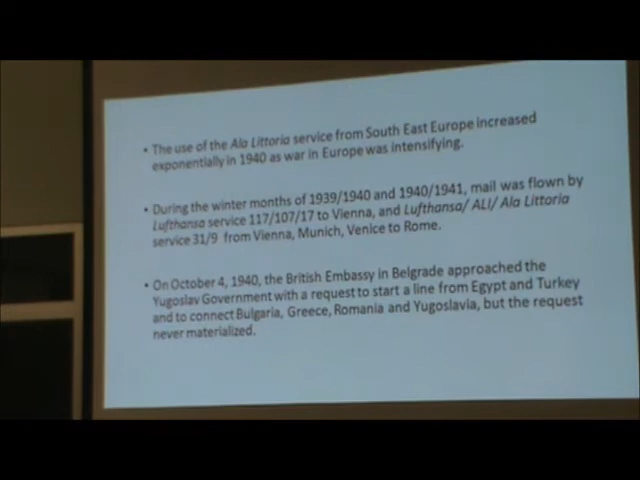 • The use of the Ala Littoria service from South East Europe increased
exponentially in 1940 as war in Europe was intensifying.
• During the winter months of 1939/1940 and 1940/1941, mail was flown by
Lufthansa service 117/107/17 to Vienna, and Lufthansa/ ALI/ Ala Littoria
service 31/9 from Vienna, Munich, Venice to Rome.
• On October 4, 1940, the British Embassy in Belgrade approached the
Yugoslav Government with a request to start a line from Egypt and Turkey
and to connect Bulgaria, Greece, Romania and Yugoslavia, but the request
never materialized.